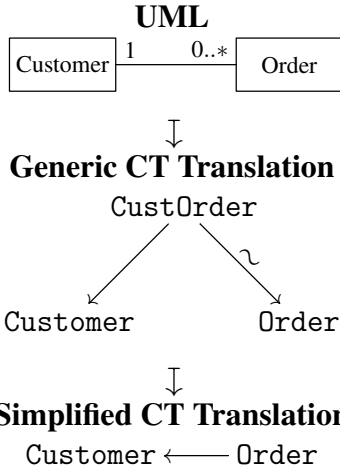 UML
Customer 1 0..* Order
Generic CT Translation
CustOrder
~
Customer Order
Simplified CT Translation
Customer Order